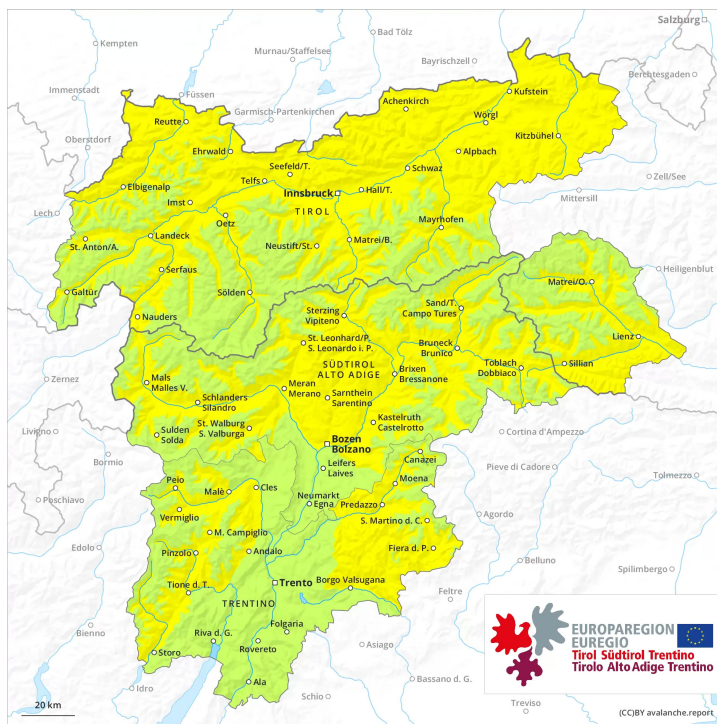 Salzburg
Kempten
Bad Tölz
Murnau/Staffelsee
Bayrischzell
Berchtesgaden
Immenstadt
Füssen
Garmisch-Partenkirchen
Achenkirch
Kufstein
Reutte
Wörgl
Oberstdorf
Ehrwald
Kitzbühel
Seefeld/T.
Alpbach
Telfs
Schwaz
Zell/See
Elbigenalp
Innsbruck
Hall/T.
Mittersill
Imst
Lech
TIROL
Oetz
Mayrhofen
St. Anton/A.
Landeck
Neustift/St.
Matrei/B.
Heiligenblut
Serfaus
Matrei/O.
Galtür
Sölden
Sand/T.
Campo Tures
Nauders
Sterzing
Vipiteno
Lienz
St. Leonhard/P.
S. Leonardo i. P.
Bruneck
Brunico
Toblach
Dobbiaco
Sillian
SÜDTIROL
ALTO ADIGE
Brixen
Bressanone
Zernez
Mals
Malles V.
Meran
Merano
Schlanders
Silandro
Sarnthein
Sarentino
St. Walburg
S. Valburga
Kastelruth
Castelrotto
Livigno
Sulden
Solda
Cortina d'Ampezzo
Bozen
Bolzano
Bormio
Canazei
Leifers
Laives
Pieve di Cadore
Tolmezzo
Peio
Cles
Moena
Malè
Neumarkt
Egna
Poschiavo
Predazzo
Vermiglio
Agordo
S. Martino d. C.
M. Campiglio
Edolo
Pinzolo
Andalo
Fiera d. P.
Belluno
Spilimbergo
Tione d. T.
Trento
Borgo Valsugana
Feltre
TRENTINO
Bienno
Folgaria
Riva d. G.
Rovereto
Asiago
Storo
Bassano d. G.
Idro
Ala
Schio
Treviso
EUROPAREGION
EUREGIO
Tirol Südtirol Trentino
Tirolo Alto Adige Trentino
20 km
(CC)BY avalanche.report